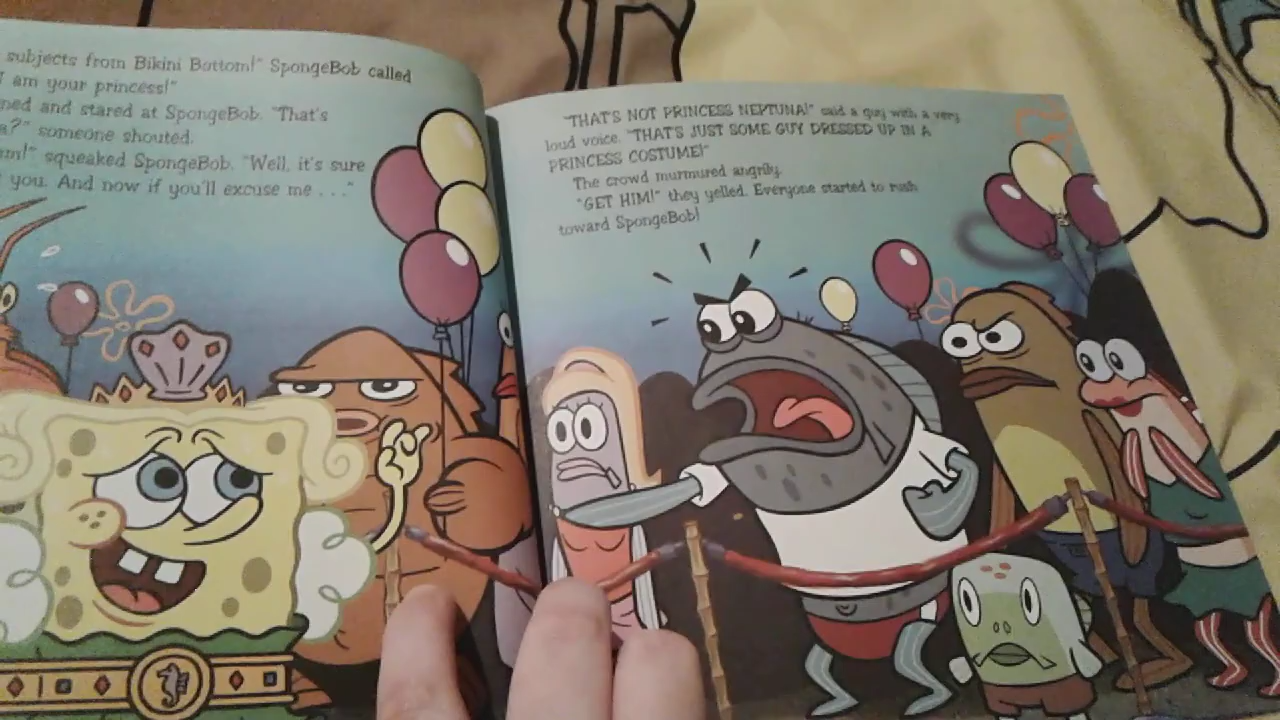 subjects from Bikini Bottom!" SpongeBob called
I am your princess!"
ned and stared at SpongeBob. "That's
a?" someone shouted.
am!" squeaked SpongeBob. "Well, it's sure
you. And now if you'll excuse me . . ."
"THAT'S NOT PRINCESS NEPTUNA!" said a guy with a very
loud voice. "THAT'S JUST SOME GUY DRESSED UP IN A
PRINCESS COSTUME!"
The crowd murmured angrily.
"GET HIM!" they yelled. Everyone started to rush
toward SpongeBob!